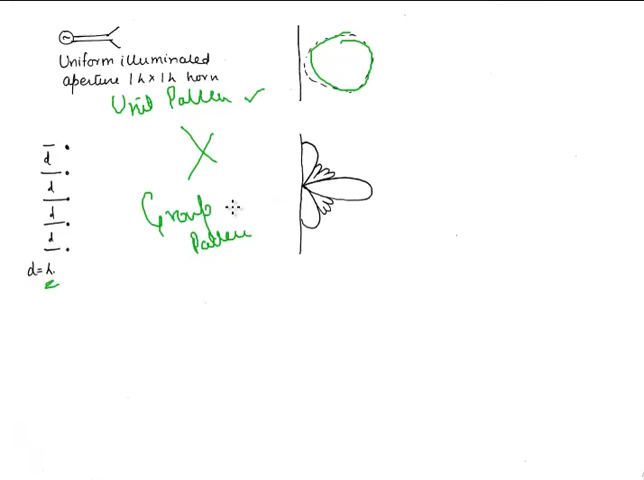 Uniform illuminated
aperture 1λ x 1λ horn
Unit Pattern ✓
X
Group
Pattern
d
d
d
d
d = λ.